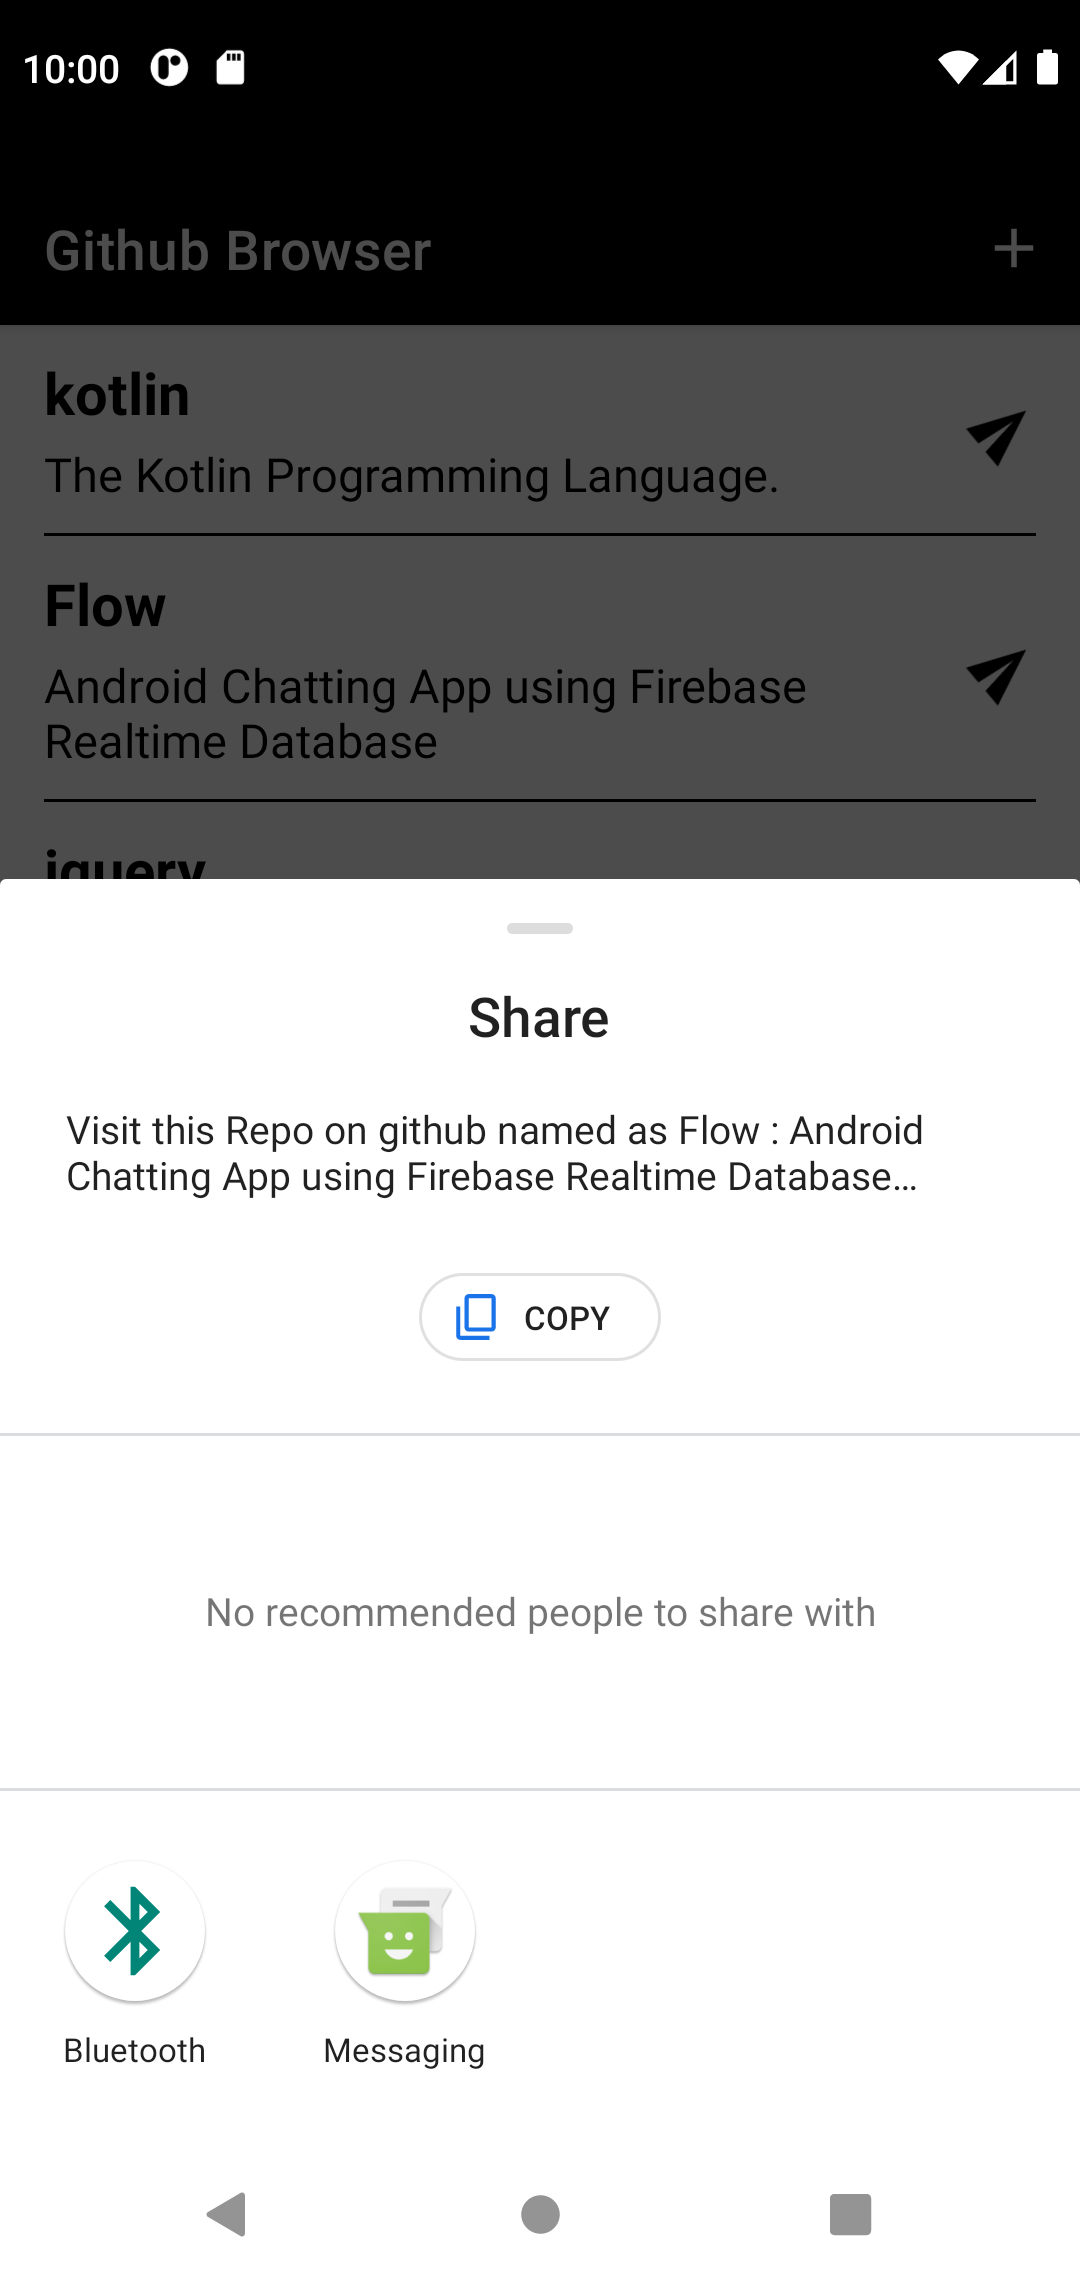 10:00
Github Browser
kotlin
The Kotlin Programming Language.
Flow
Android Chatting App using Firebase
Realtime Database
jquery
Share
Visit this Repo on github named as Flow : Android
Chatting App using Firebase Realtime Database…
COPY
No recommended people to share with
Bluetooth
Messaging